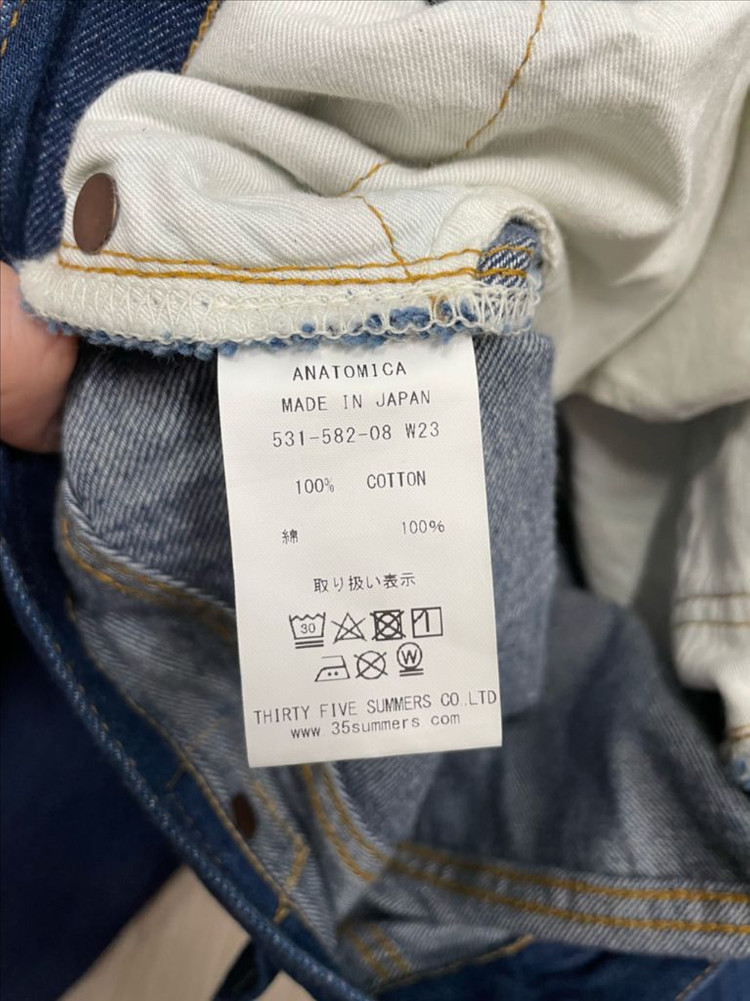 ANATOMICA
MADE IN JAPAN
531-582-08 W23
100% COTTON
綿 100%
取り扱い表示
30
W
THIRTY FIVE SUMMERS CO.,LTD
www.35summers.com